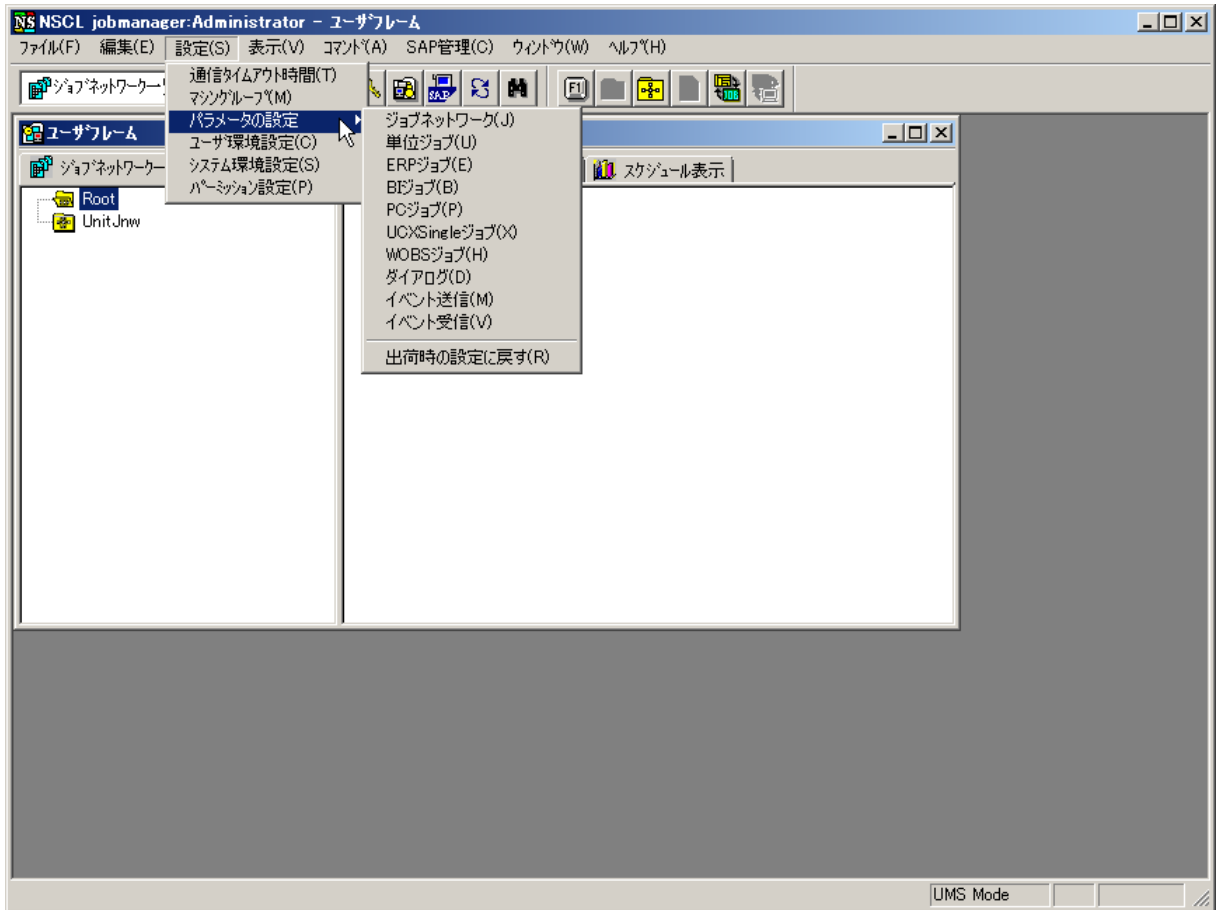 NS NSCL jobmanager:Administrator - ユーザフレーム
ファイル(F) 編集(E) 設定(S) 表示(V) コマンド(A) SAP管理(C) ウィンドウ(W) ヘルプ(H)
ジョブネットワーク一
通信タイムアウト時間(T)
マシングループ(M)
パラメータの設定
ユーザ環境設定(C)
システム環境設定(S)
パーミッション設定(P)
SAP
F1
JOB
ジョブネットワーク(J)
単位ジョブ(U)
ERPジョブ(E)
BIジョブ(B)
PCジョブ(P)
UCXSingleジョブ(X)
WOBSジョブ(H)
ダイアログ(D)
イベント送信(M)
イベント受信(V)
出荷時の設定に戻す(R)
ユーザフレーム
ジョブネットワーク一
スケジュール表示
Root
UnitJnw
UMS Mode